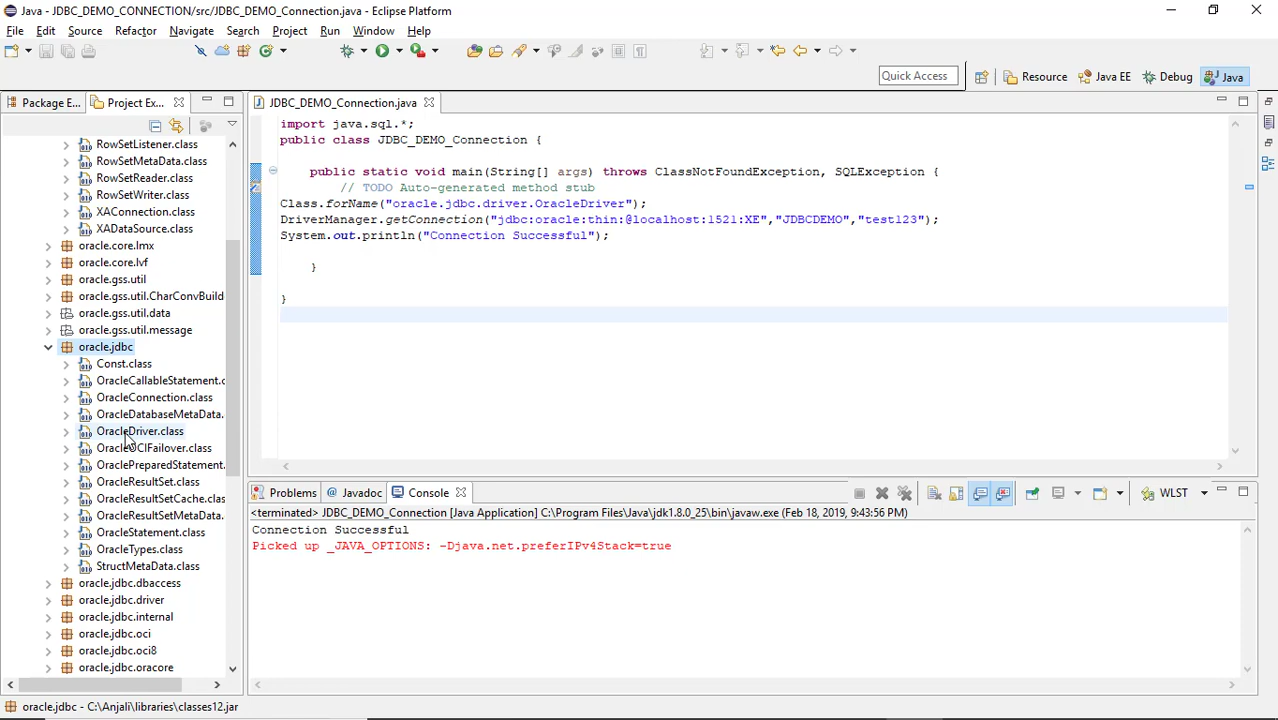 Java - JDBC_DEMO_CONNECTION/src/JDBC_DEMO_Connection.java - Eclipse Platform
File Edit Source Refactor Navigate Search Project Run Window Help
Quick Access
Resource Java EE Debug Java
Package E... Project Ex...
JDBC_DEMO_Connection.java
RowSetListener.class
RowSetMetaData.class
RowSetReader.class
RowSetWriter.class
XAConnection.class
XADataSource.class
oracle.core.lmx
oracle.core.lvf
oracle.gss.util
oracle.gss.util.CharConvBuild
oracle.gss.util.data
oracle.gss.util.message
oracle.jdbc
Const.class
OracleCallableStatement.c
OracleConnection.class
OracleDatabaseMetaData.
OracleDriver.class
OracleOCIFailover.class
OraclePreparedStatement.
OracleResultSet.class
OracleResultSetCache.clas
OracleResultSetMetaData.
OracleStatement.class
OracleTypes.class
StructMetaData.class
oracle.jdbc.dbaccess
oracle.jdbc.driver
oracle.jdbc.internal
oracle.jdbc.oci
oracle.jdbc.oci8
oracle.jdbc.oracore
import java.sql.*;
public class JDBC_DEMO_Connection {
public static void main(String[] args) throws ClassNotFoundException, SQLException {
// TODO Auto-generated method stub
Class.forName("oracle.jdbc.driver.OracleDriver");
DriverManager.getConnection("jdbc:oracle:thin:@localhost:1521:XE","JDBCDEMO","test123");
System.out.println("Connection Successful");
}
}
Problems @ Javadoc Console
WLST
<terminated> JDBC_DEMO_Connection [Java Application] C:\Program Files\Java\jdk1.8.0_25\bin\javaw.exe (Feb 18, 2019, 9:43:56 PM)
Connection Successful
Picked up _JAVA_OPTIONS: -Djava.net.preferIPv4Stack=true
oracle.jdbc - C:\Anjali\libraries\classes12.jar